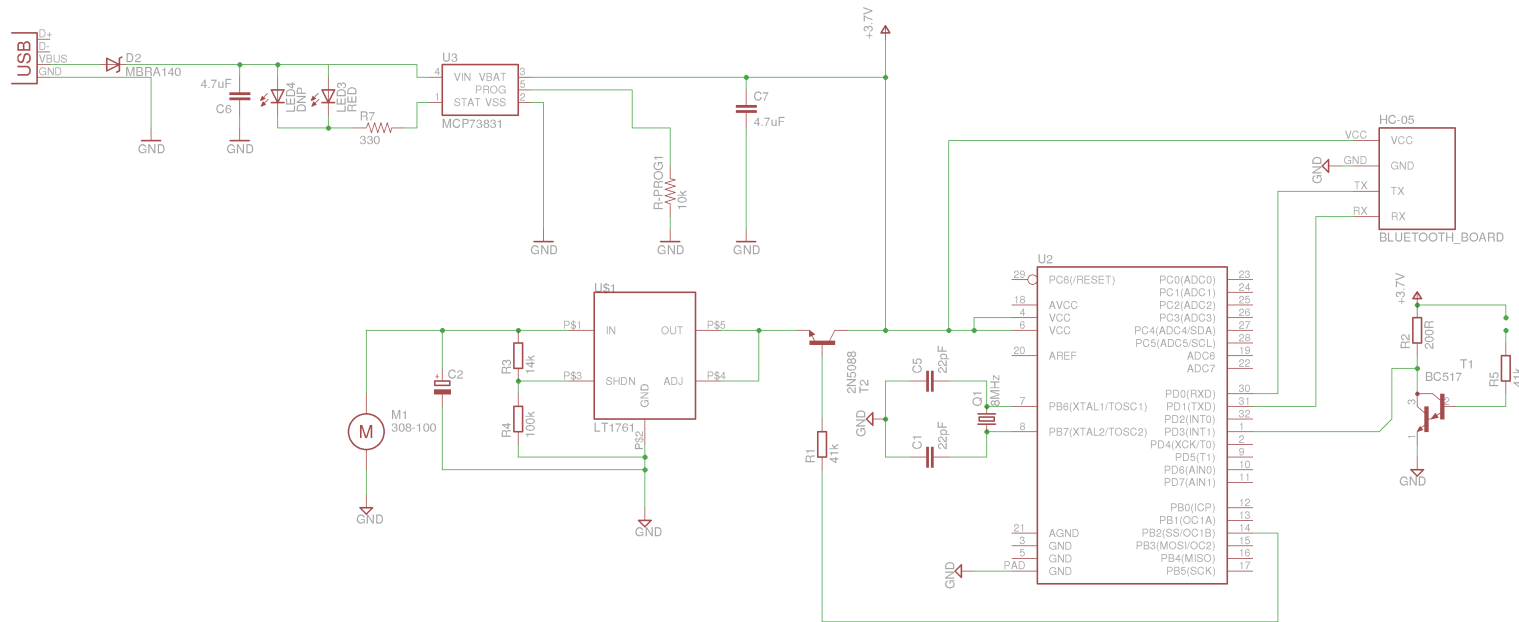 USB
D+
D-
VBUS
GND
D2
MBRA140
GND
4.7uF
C6
GND
LED4
DNP
LED3
RED
R7
330
U3
4 VIN VBAT 3
PROG 5
1 STAT VSS 2
MCP73831
GND
R-PROG1
10k
GND
C7
4.7uF
GND
+3.7V
HC-05
VCC VCC
GND GND GND
TX TX
RX RX
BLUETOOTH_BOARD
M
M1
308-100
GND
C2
+
R3
14k
R4
100k
U$1
P$1 IN OUT P$5
P$3 SHDN ADJ P$4
GND
LT1761
P$2
GND
2N5088
T2
R1
41k
GND
C5
22pF
C1
22pF
Q1
8MHz
U2
29 PC6(/RESET) PC0(ADC0) 23
PC1(ADC1) 24
18 AVCC PC2(ADC2) 25
4 VCC PC3(ADC3) 26
6 VCC PC4(ADC4/SDA) 27
PC5(ADC5/SCL) 28
20 AREF ADC6 19
ADC7 22
PD0(RXD) 30
7 PB6(XTAL1/TOSC1) PD1(TXD) 31
PD2(INT0) 32
8 PB7(XTAL2/TOSC2) PD3(INT1) 1
PD4(XCK/T0) 2
PD5(T1) 9
PD6(AIN0) 10
PD7(AIN1) 11
PB0(ICP) 12
PB1(OC1A) 13
21 AGND PB2(SS/OC1B) 14
3 GND PB3(MOSI/OC2) 15
5 GND PB4(MISO) 16
GND PAD GND PB5(SCK) 17
+3.7V
R2
200R
T1
BC517
3
2
1
R5
41k
GND